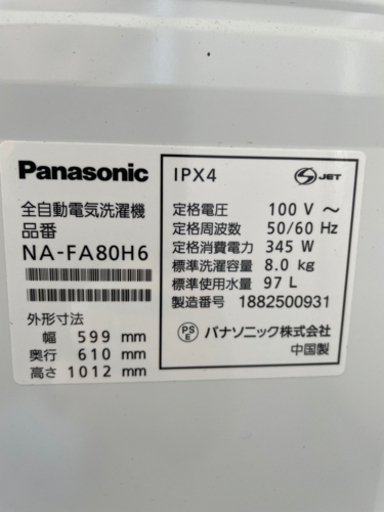 Panasonic
全自動電気洗濯機
品番
NA-FA80H6
外形寸法
幅 599 mm
奥行 610 mm
高さ 1012 mm
IPX4
S JET
定格電圧 100 V ～
定格周波数 50/60 Hz
定格消費電力 345 W
標準洗濯容量 8.0 kg
標準使用水量 97 L
製造番号 1882500931
PS E パナソニック株式会社
中国製